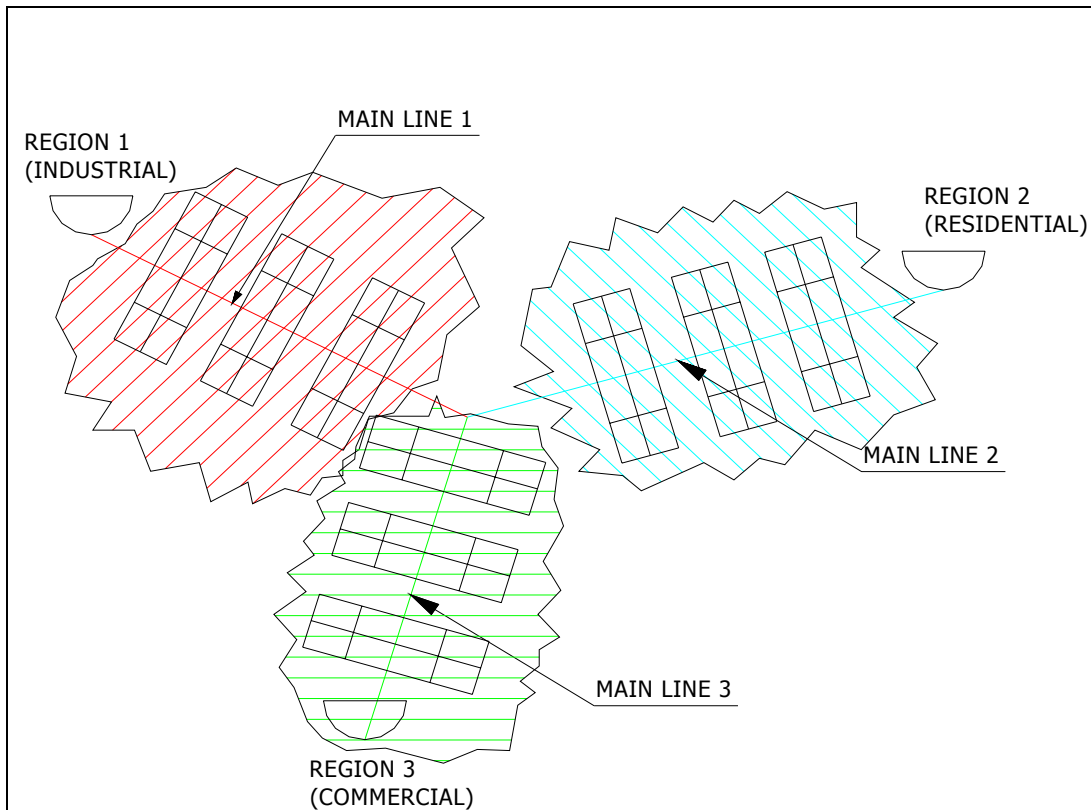 MAIN LINE 1
REGION 1
(INDUSTRIAL)
REGION 2
(RESIDENTIAL)
MAIN LINE 2
MAIN LINE 3
REGION 3
(COMMERCIAL)